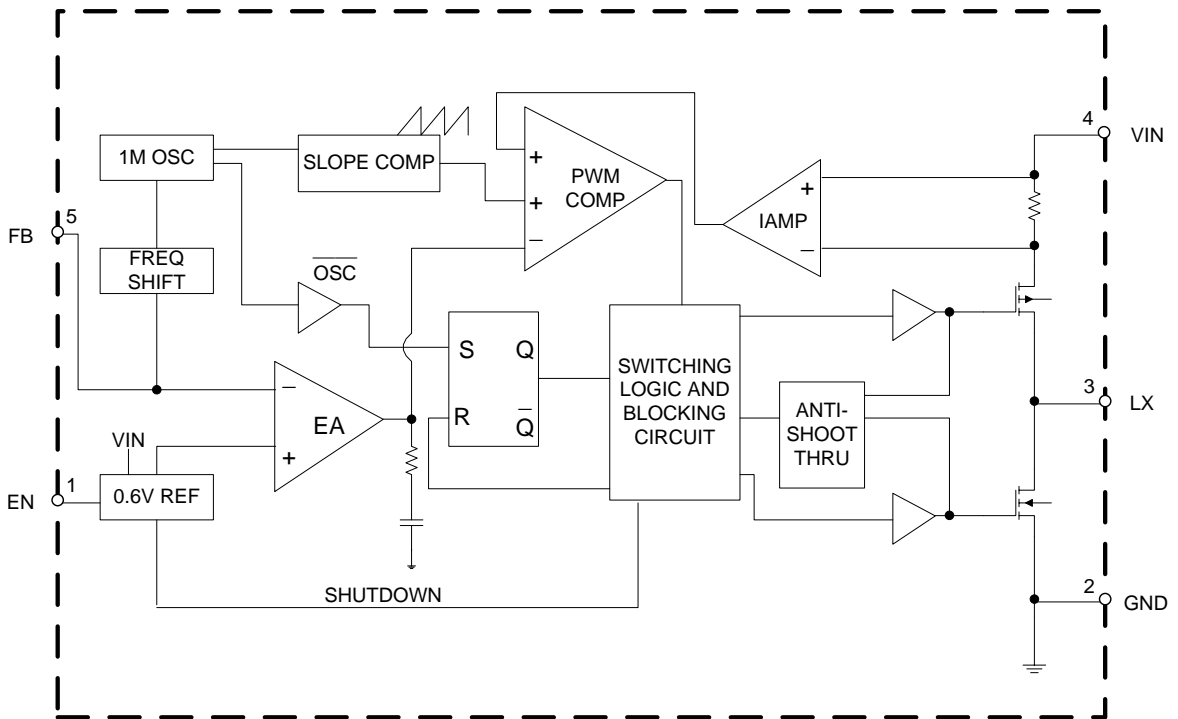 1M OSC
SLOPE COMP
+
+
−
PWM
COMP
+
−
IAMP
4
VIN
FB
5
FREQ
SHIFT
O̅S̅C̅
S
Q
R
Q̅
SWITCHING
LOGIC AND
BLOCKING
CIRCUIT
ANTI-
SHOOT
THRU
3
LX
−
+
EA
VIN
EN
1
0.6V REF
SHUTDOWN
2
GND